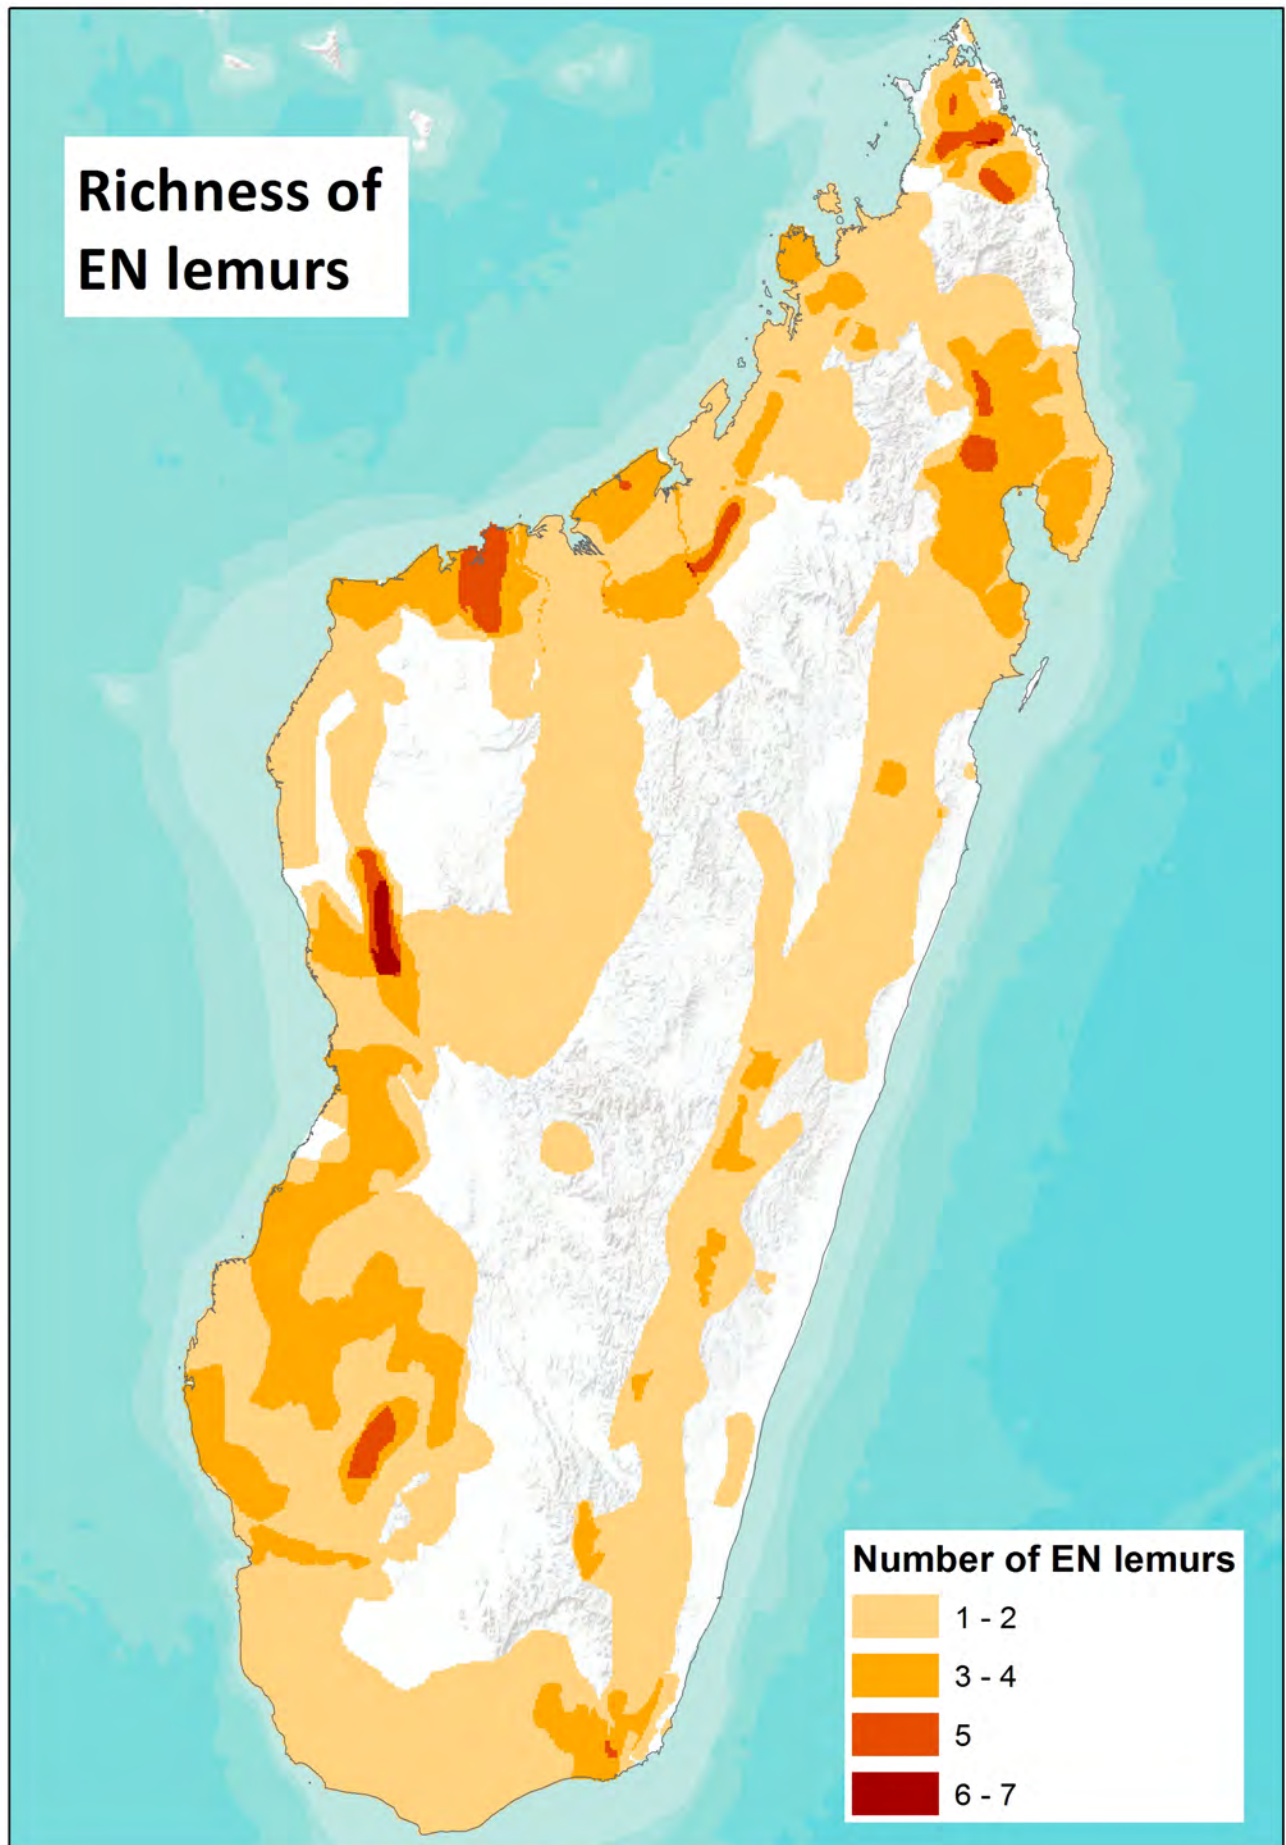 Richness of
EN lemurs
Number of EN lemurs
1 - 2
3 - 4
5
6 - 7